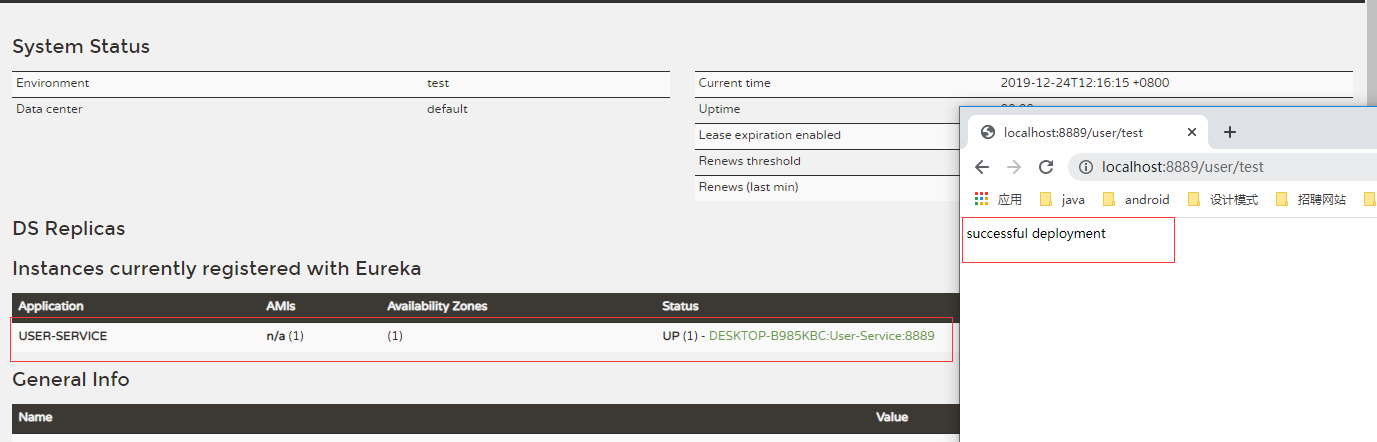 System Status
Environment test
Data center default
Current time 2019-12-24T12:16:15 +0800
Uptime
Lease expiration enabled
Renews threshold
Renews (last min)
DS Replicas
Instances currently registered with Eureka
Application AMIs Availability Zones Status
USER-SERVICE n/a (1) (1) UP (1) - DESKTOP-B985KBC:User-Service:8889
General Info
Name Value
localhost:8889/user/test
localhost:8889/user/test
应用 java android 设计模式 招聘网站
successful deployment